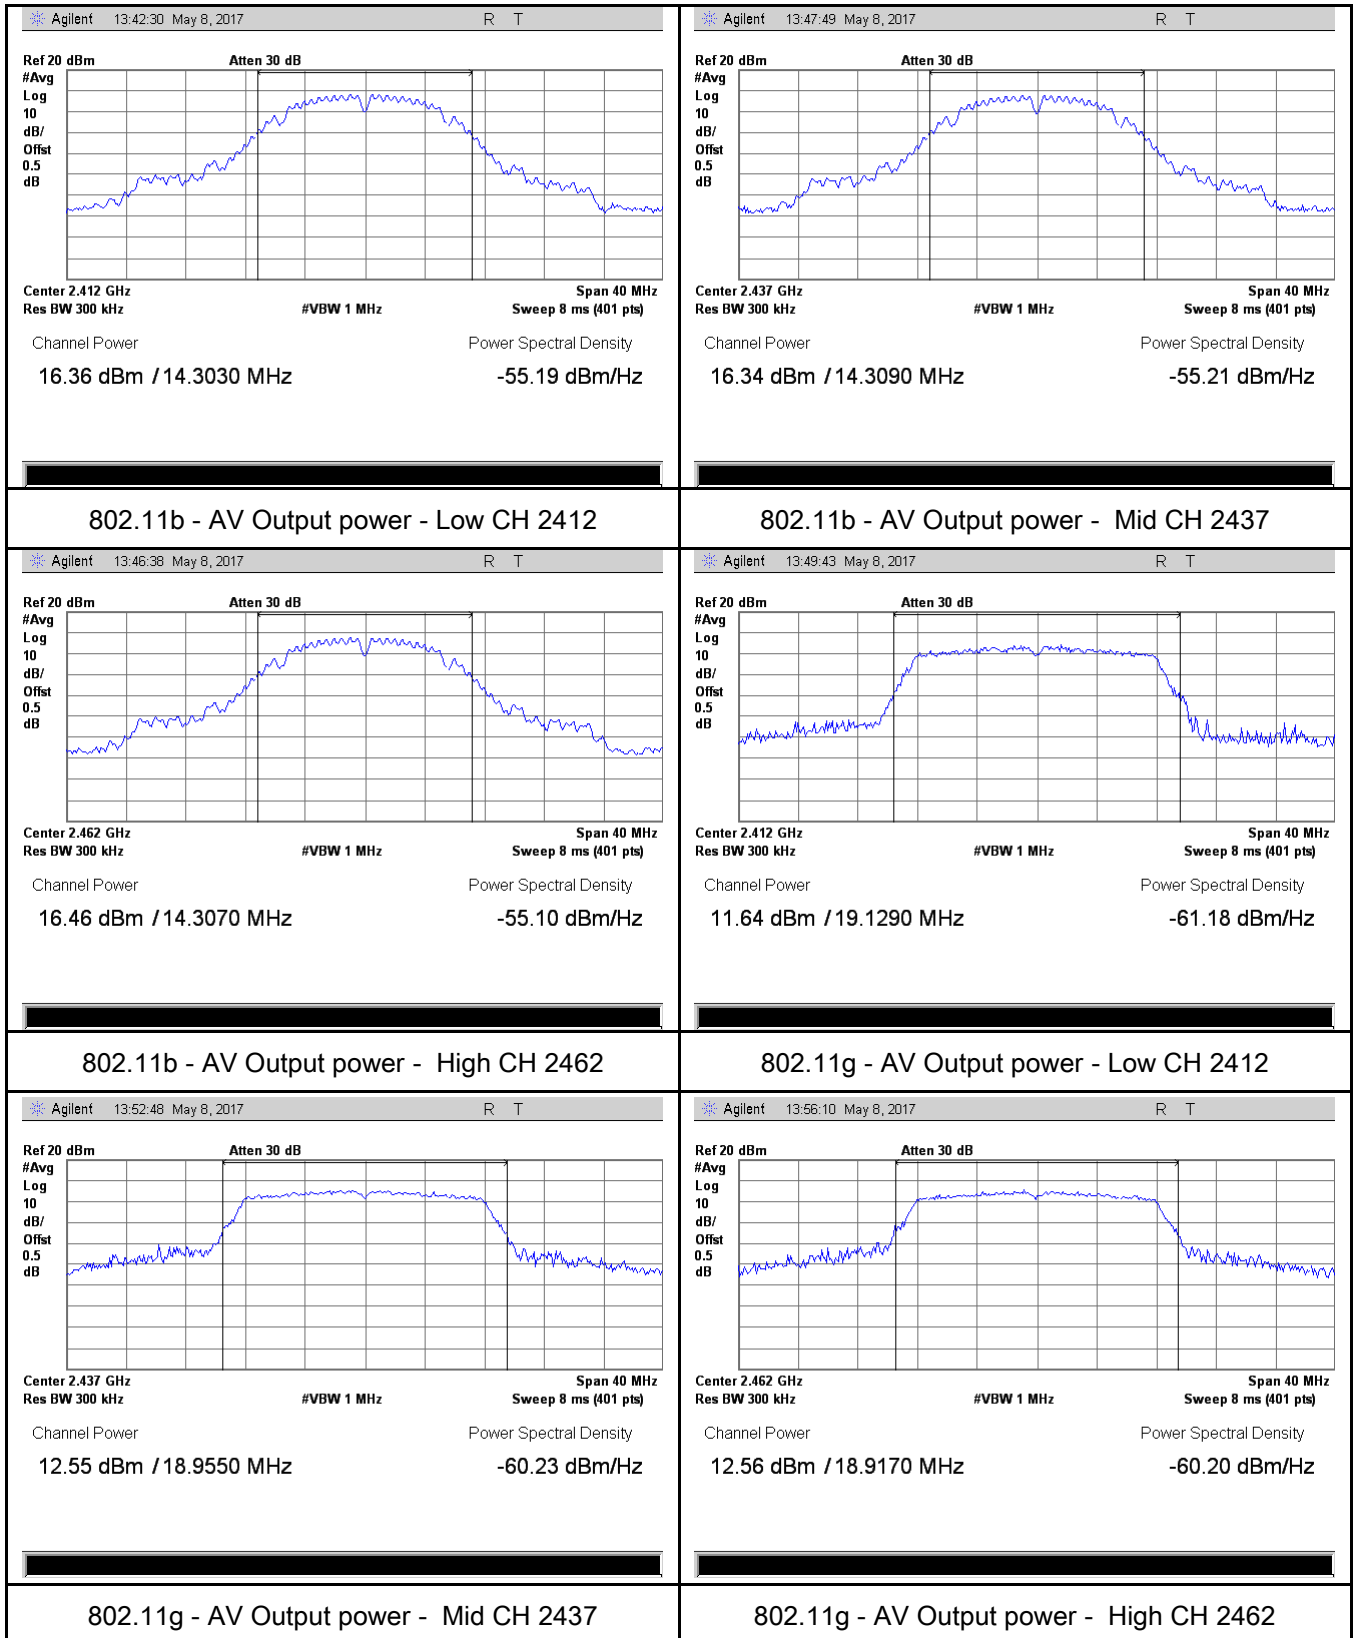 Agilent 13:42:30 May 8, 2017 R T
Ref 20 dBm Atten 30 dB
#Avg
Log
10
dB/
Offst
0.5
dB
Center 2.412 GHz Span 40 MHz
Res BW 300 kHz #VBW 1 MHz Sweep 8 ms (401 pts)
Channel Power Power Spectral Density
16.36 dBm / 14.3030 MHz -55.19 dBm/Hz
802.11b - AV Output power - Low CH 2412
Agilent 13:47:49 May 8, 2017 R T
Ref 20 dBm Atten 30 dB
#Avg
Log
10
dB/
Offst
0.5
dB
Center 2.437 GHz Span 40 MHz
Res BW 300 kHz #VBW 1 MHz Sweep 8 ms (401 pts)
Channel Power Power Spectral Density
16.34 dBm / 14.3090 MHz -55.21 dBm/Hz
802.11b - AV Output power - Mid CH 2437
Agilent 13:46:38 May 8, 2017 R T
Ref 20 dBm Atten 30 dB
#Avg
Log
10
dB/
Offst
0.5
dB
Center 2.462 GHz Span 40 MHz
Res BW 300 kHz #VBW 1 MHz Sweep 8 ms (401 pts)
Channel Power Power Spectral Density
16.46 dBm / 14.3070 MHz -55.10 dBm/Hz
802.11b - AV Output power - High CH 2462
Agilent 13:49:43 May 8, 2017 R T
Ref 20 dBm Atten 30 dB
#Avg
Log
10
dB/
Offst
0.5
dB
Center 2.412 GHz Span 40 MHz
Res BW 300 kHz #VBW 1 MHz Sweep 8 ms (401 pts)
Channel Power Power Spectral Density
11.64 dBm / 19.1290 MHz -61.18 dBm/Hz
802.11g - AV Output power - Low CH 2412
Agilent 13:52:48 May 8, 2017 R T
Ref 20 dBm Atten 30 dB
#Avg
Log
10
dB/
Offst
0.5
dB
Center 2.437 GHz Span 40 MHz
Res BW 300 kHz #VBW 1 MHz Sweep 8 ms (401 pts)
Channel Power Power Spectral Density
12.55 dBm / 18.9550 MHz -60.23 dBm/Hz
802.11g - AV Output power - Mid CH 2437
Agilent 13:56:10 May 8, 2017 R T
Ref 20 dBm Atten 30 dB
#Avg
Log
10
dB/
Offst
0.5
dB
Center 2.462 GHz Span 40 MHz
Res BW 300 kHz #VBW 1 MHz Sweep 8 ms (401 pts)
Channel Power Power Spectral Density
12.56 dBm / 18.9170 MHz -60.20 dBm/Hz
802.11g - AV Output power - High CH 2462